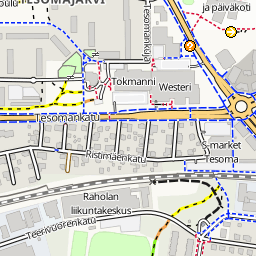 TESOMAJÄRVI
ja päiväkoti
Tesomankuja
Tokmanni
Westeri
Tesomankatu
S-market
Tesoma
Ristimäenkatu
Raholan
liikuntakeskus
Teerivuorenkatu